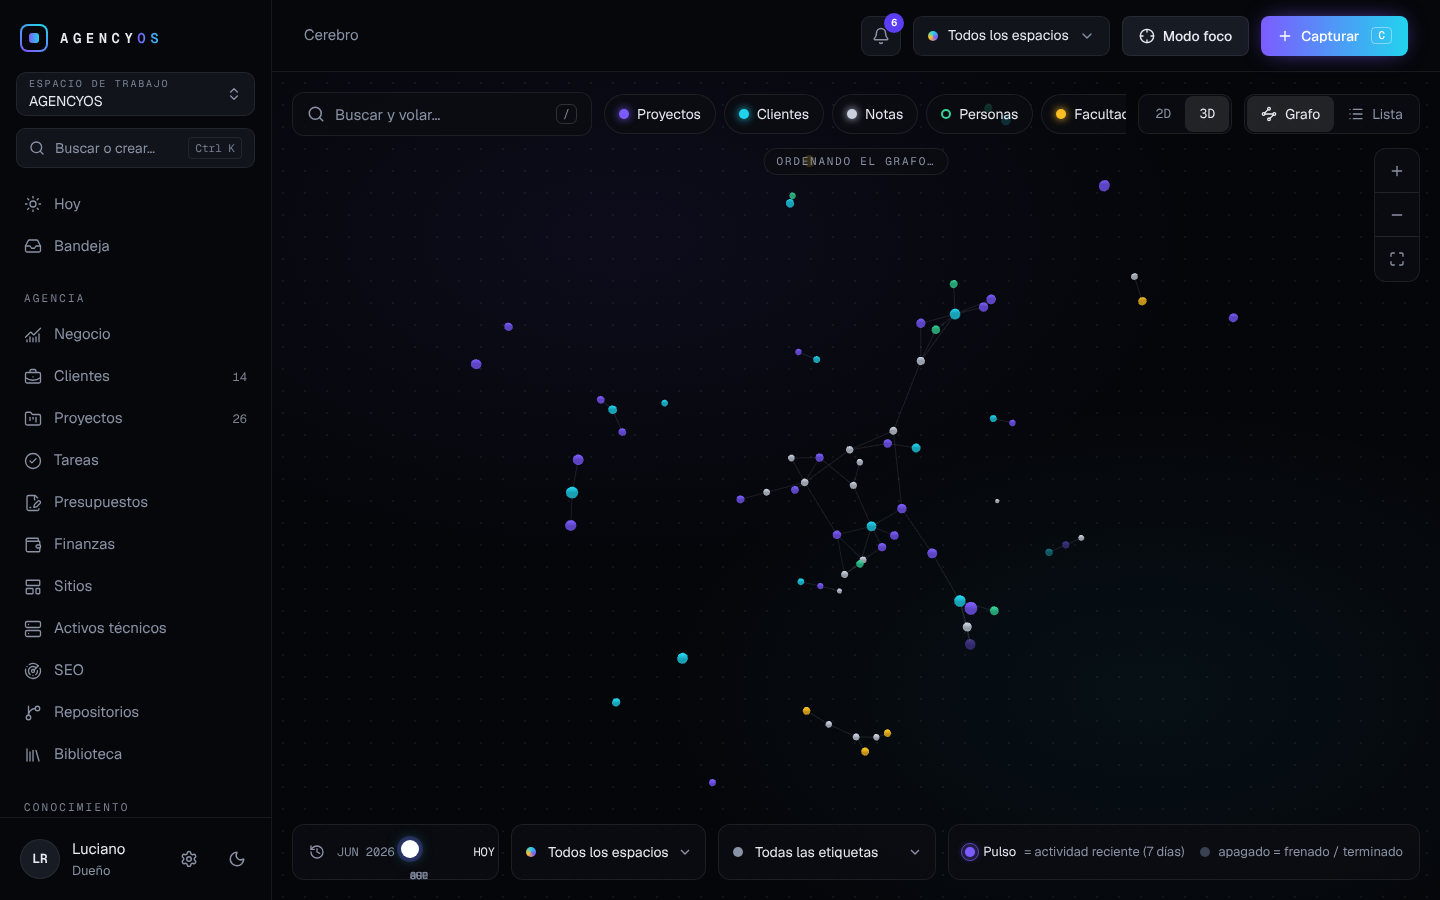 AGENCYOS
ESPACIO DE TRABAJO
AGENCYOS
Buscar o crear...
Ctrl K
Hoy
Bandeja
AGENCIA
Negocio
Clientes
14
Proyectos
26
Tareas
Presupuestos
Finanzas
Sitios
Activos técnicos
SEO
Repositorios
Biblioteca
CONOCIMIENTO
LR
Luciano
Dueño
Cerebro
6
Todos los espacios
Modo foco
+ Capturar
C
Buscar y volar...
/
Proyectos
Clientes
Notas
Personas
Facultac
2D
3D
Grafo
Lista
ORDENANDO EL GRAFO…
+
−
JUN 2026
HOY
Todos los espacios
Todas las etiquetas
Pulso = actividad reciente (7 días)
apagado = frenado / terminado